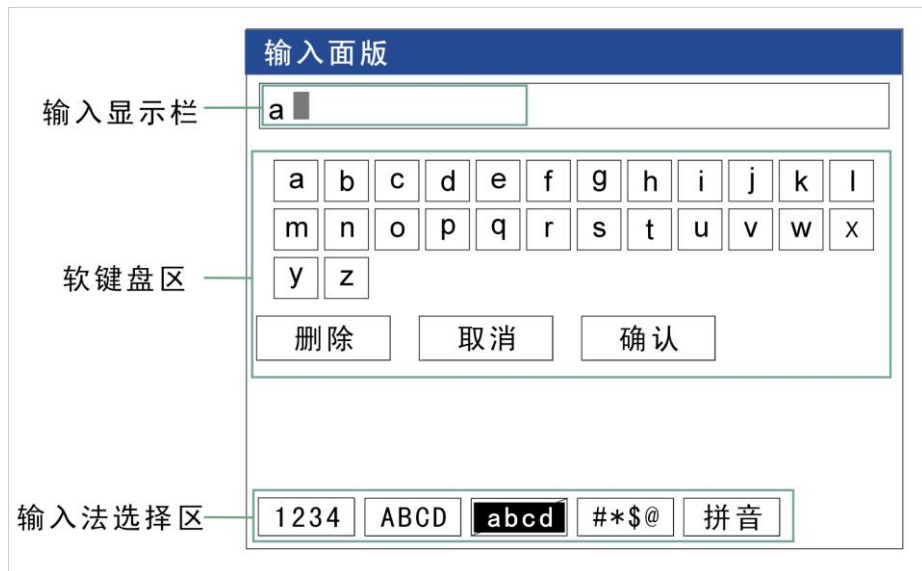 输入面版
输入显示栏
a
a b c d e f g h i j k l
m n o p q r s t u v w x
软键盘区
y z
删除 取消 确认
输入法选择区
1234 ABCD abcd #*$@ 拼音